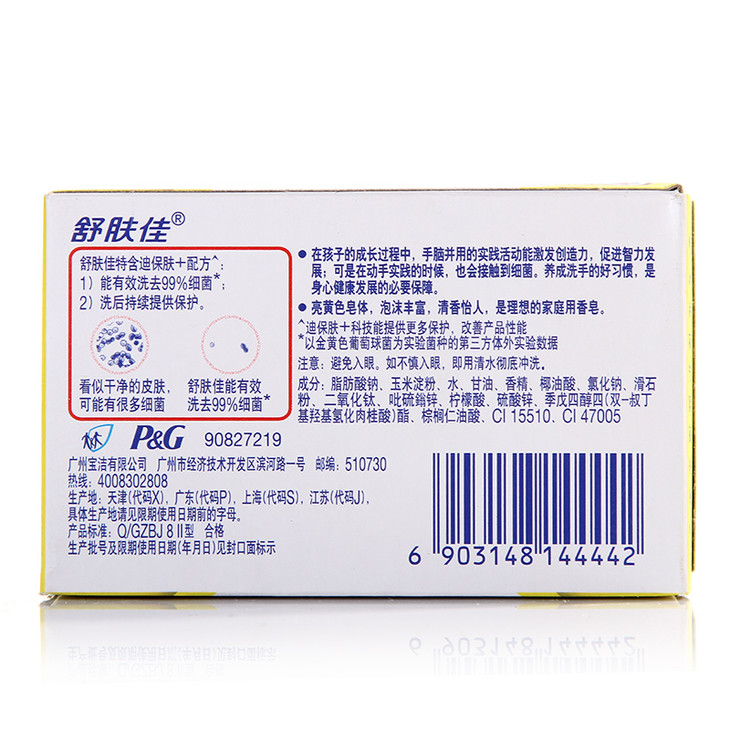 舒肤佳®
舒肤佳特含迪保肤+配方^:
1）能有效洗去99%细菌*;
2）洗后持续提供保护。
看似干净的皮肤,
可能有很多细菌
舒肤佳能有效
洗去99%细菌*
● 在孩子的成长过程中，手脑并用的实践活动能激发创造力，促进智力发
展；可是在动手实践的时候，也会接触到细菌。养成洗手的好习惯，是
身心健康发展的必要保障。
● 亮黄色皂体，泡沫丰富，清香怡人，是理想的家庭用香皂。
^迪保肤+科技能提供更多保护，改善产品性能
*以金黄色葡萄球菌为实验菌种的第三方体外实验数据
注意：避免入眼。如不慎入眼，即用清水彻底冲洗。
成分：脂肪酸钠、玉米淀粉、水、甘油、香精、椰油酸、氯化钠、滑石
粉、二氧化钛、吡硫鎓锌、柠檬酸、硫酸锌、季戊四醇四(双-叔丁
基羟基氢化肉桂酸)酯、棕榈仁油酸、CI 15510、CI 47005
P&G 90827219
广州宝洁有限公司 广州市经济技术开发区滨河路一号 邮编：510730
热线：4008302808
生产地：天津(代码X)，广东(代码P)，上海(代码S)，江苏(代码J)，
具体生产地请见限期使用日期前的字母。
产品标准：Q/GZBJ 8 II型 合格
生产批号及限期使用日期(年月日)见封口面标示
6 903148 144442